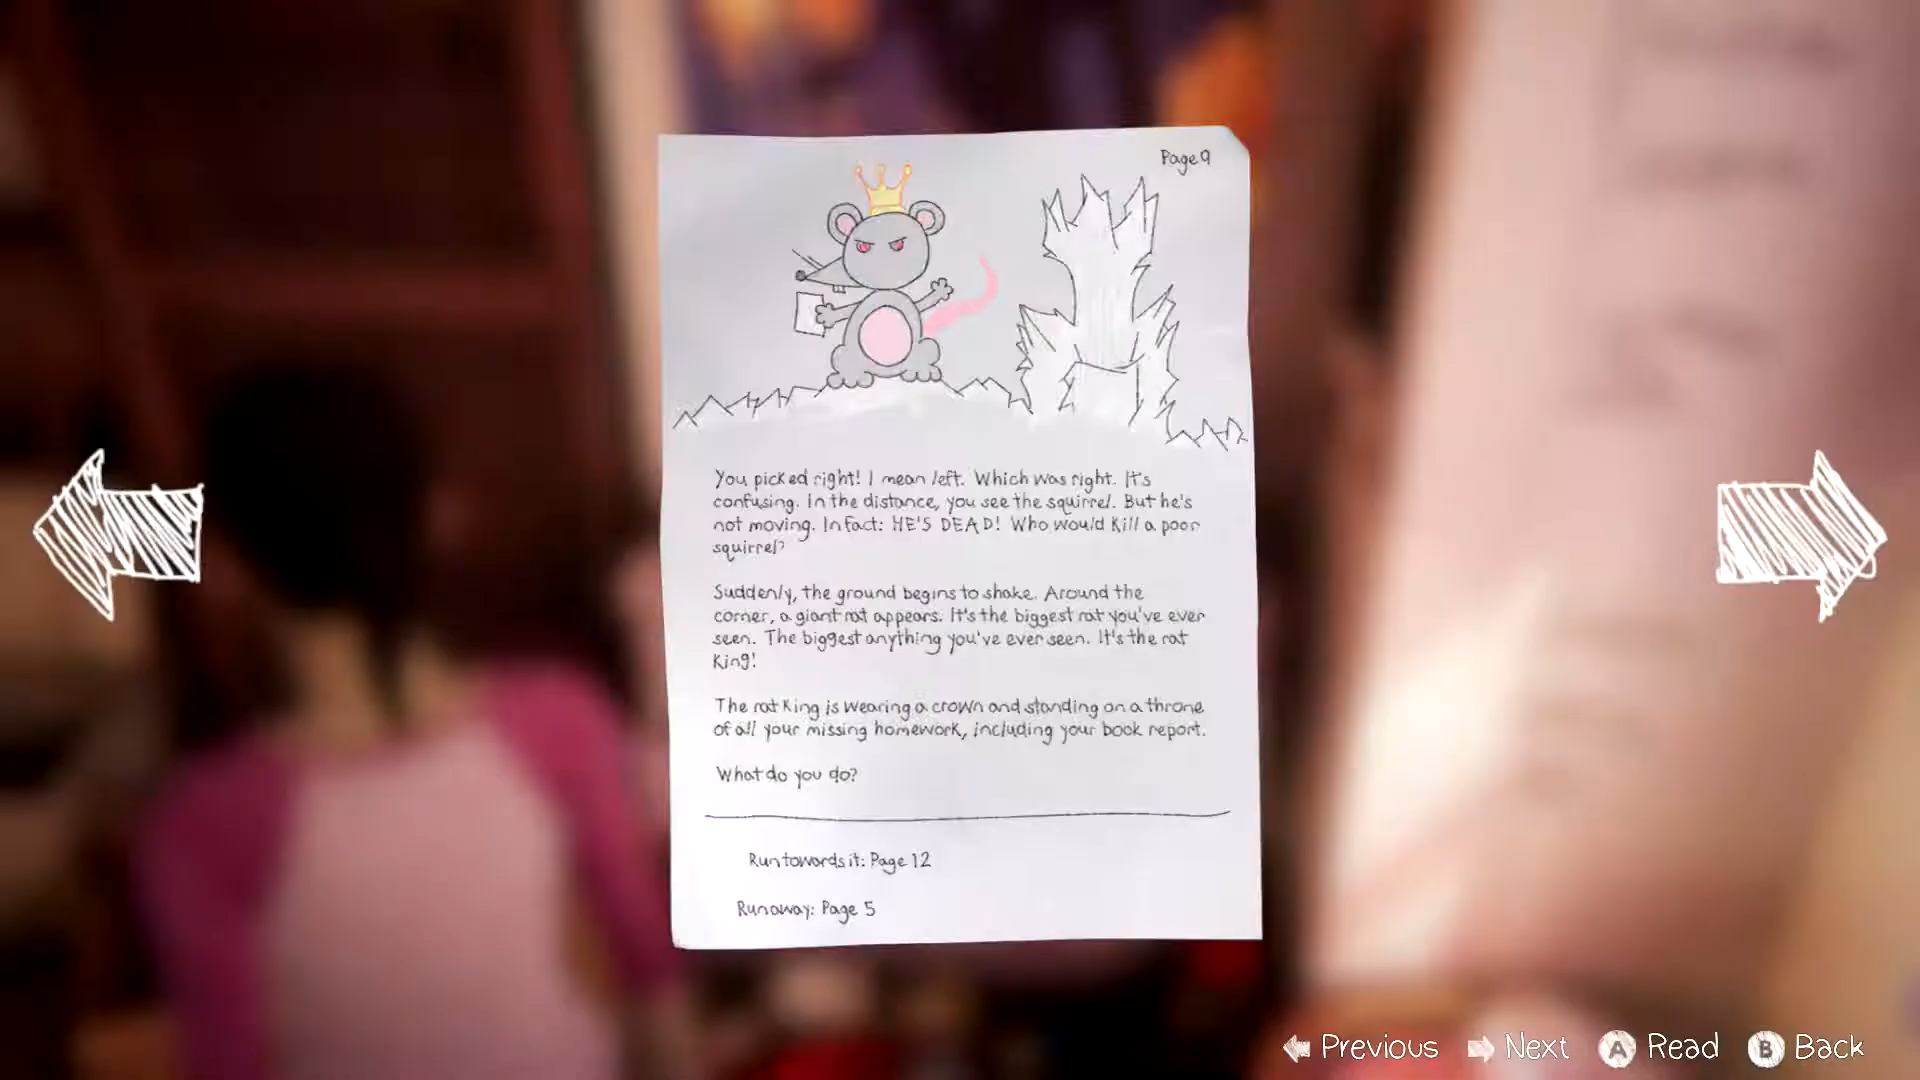 Page 9
You picked right! I mean left. Which was right. It's
confusing. In the distance, you see the squirrel. But he's
not moving. In fact: HE'S DEAD! Who would kill a poor
squirrel?
Suddenly, the ground begins to shake. Around the
corner, a giant rat appears. It's the biggest rat you've ever
seen. The biggest anything you've ever seen. It's the rat
king!
The rat king is wearing a crown and standing on a throne
of all your missing homework, including your book report.
What do you do?
Run towards it: Page 12
Run away: Page 5
Previous Next A Read B Back